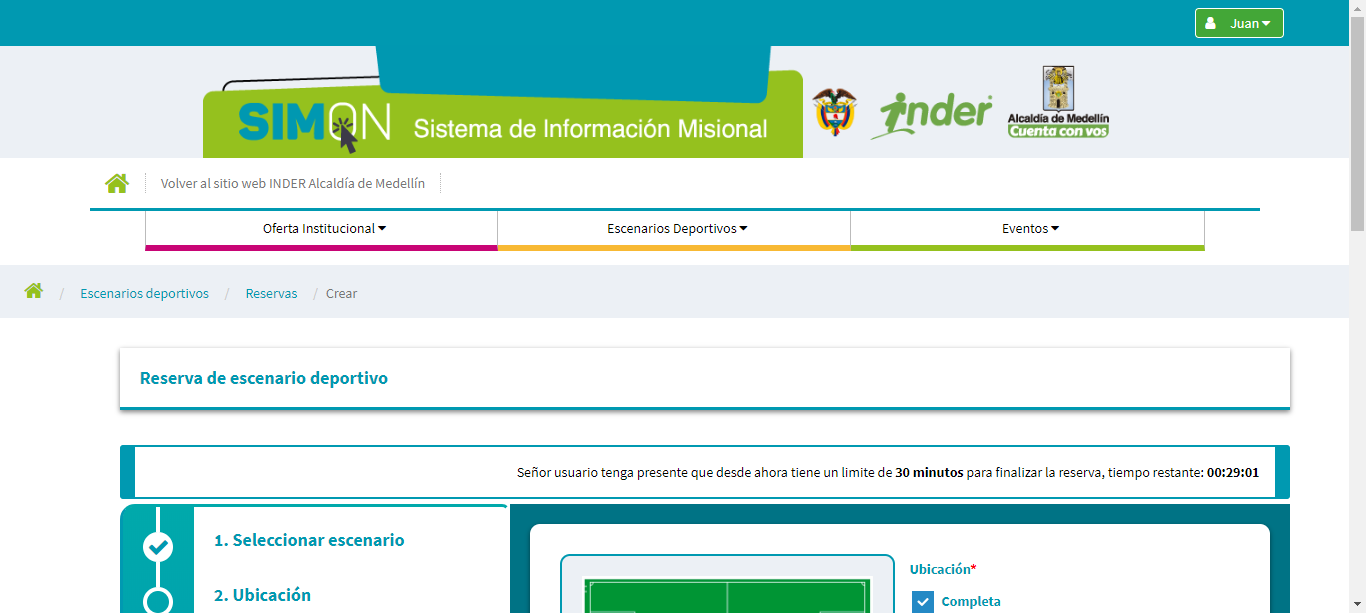 Juan
SIMON Sistema de Información Misional
inder
Alcaldía de Medellín
Cuenta con vos
Volver al sitio web INDER Alcaldía de Medellín
Oferta Institucional Escenarios Deportivos Eventos
/ Escenarios deportivos / Reservas / Crear
Reserva de escenario deportivo
Señor usuario tenga presente que desde ahora tiene un limite de 30 minutos para finalizar la reserva, tiempo restante: 00:29:01
1. Seleccionar escenario
Ubicación*
2. Ubicación
Completa